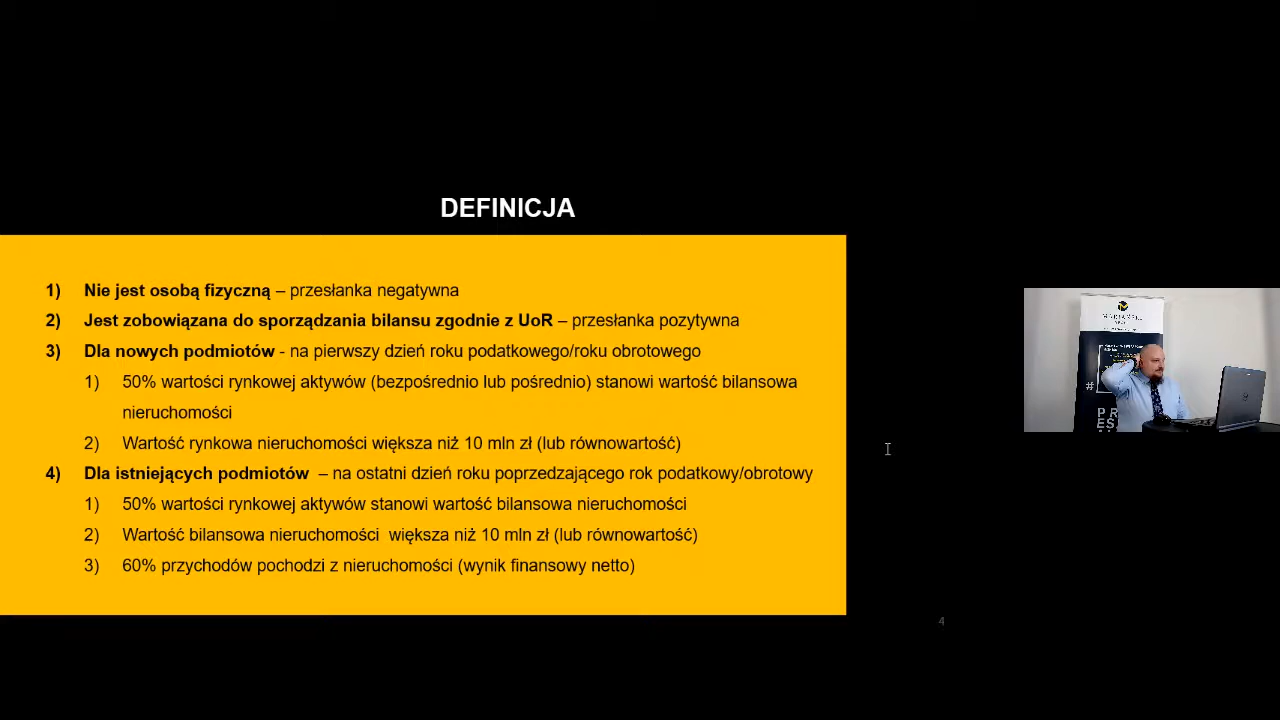 DEFINICJA
1) Nie jest osobą fizyczną – przesłanka negatywna
2) Jest zobowiązana do sporządzania bilansu zgodnie z UoR – przesłanka pozytywna
3) Dla nowych podmiotów - na pierwszy dzień roku podatkowego/roku obrotowego
1) 50% wartości rynkowej aktywów (bezpośrednio lub pośrednio) stanowi wartość bilansowa
nieruchomości
2) Wartość rynkowa nieruchomości większa niż 10 mln zł (lub równowartość)
4) Dla istniejących podmiotów – na ostatni dzień roku poprzedzającego rok podatkowy/obrotowy
1) 50% wartości rynkowej aktywów stanowi wartość bilansowa nieruchomości
2) Wartość bilansowa nieruchomości większa niż 10 mln zł (lub równowartość)
3) 60% przychodów pochodzi z nieruchomości (wynik finansowy netto)
4
#